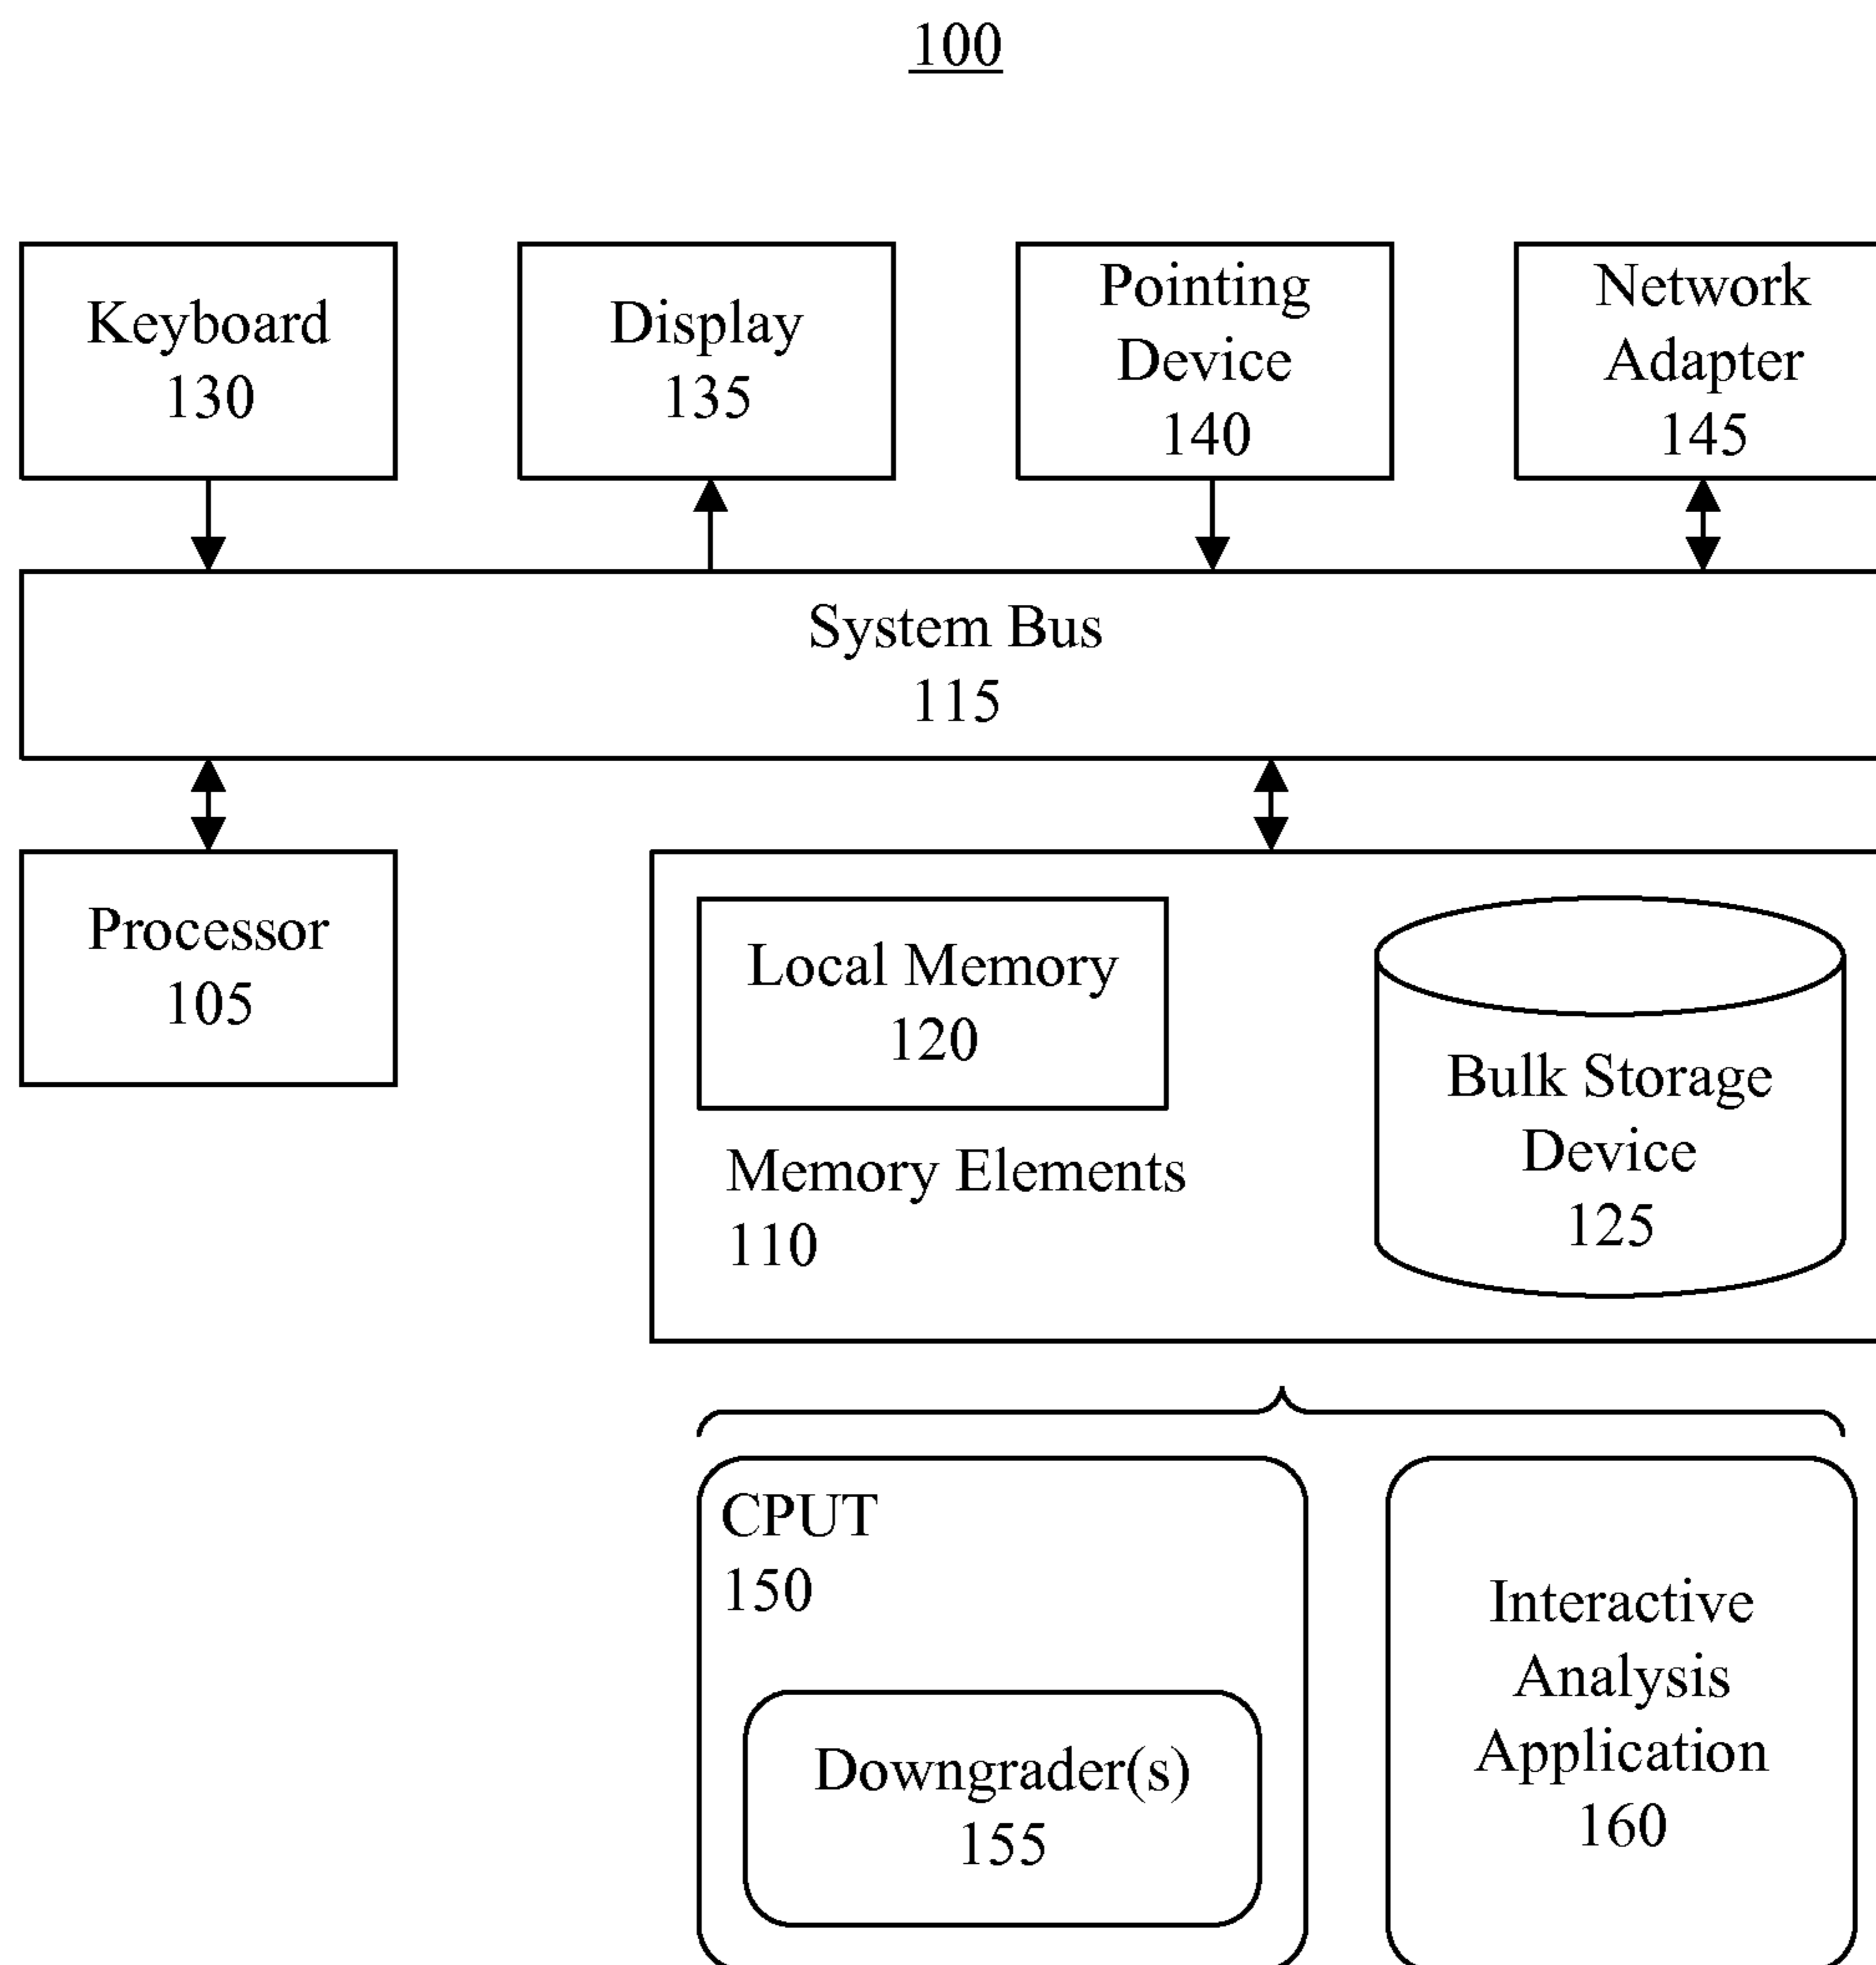 100
Keyboard
130
Display
135
Pointing
Device
140
Network
Adapter
145
System Bus
115
Processor
105
Local Memory
120
Memory Elements
110
Bulk Storage
Device
125
CPUT
150
Downgrader(s)
155
Interactive
Analysis
Application
160